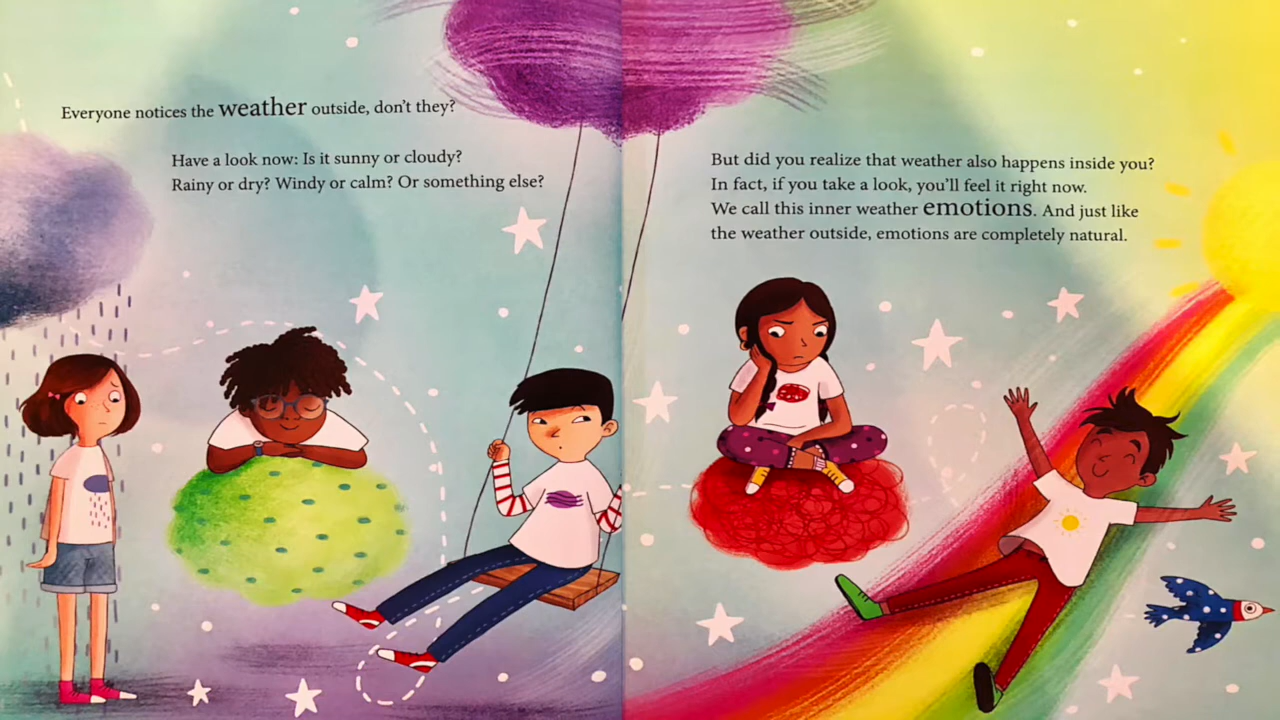 Everyone notices the weather outside, don't they?
Have a look now: Is it sunny or cloudy?
Rainy or dry? Windy or calm? Or something else?
But did you realize that weather also happens inside you?
In fact, if you take a look, you'll feel it right now.
We call this inner weather emotions. And just like
the weather outside, emotions are completely natural.